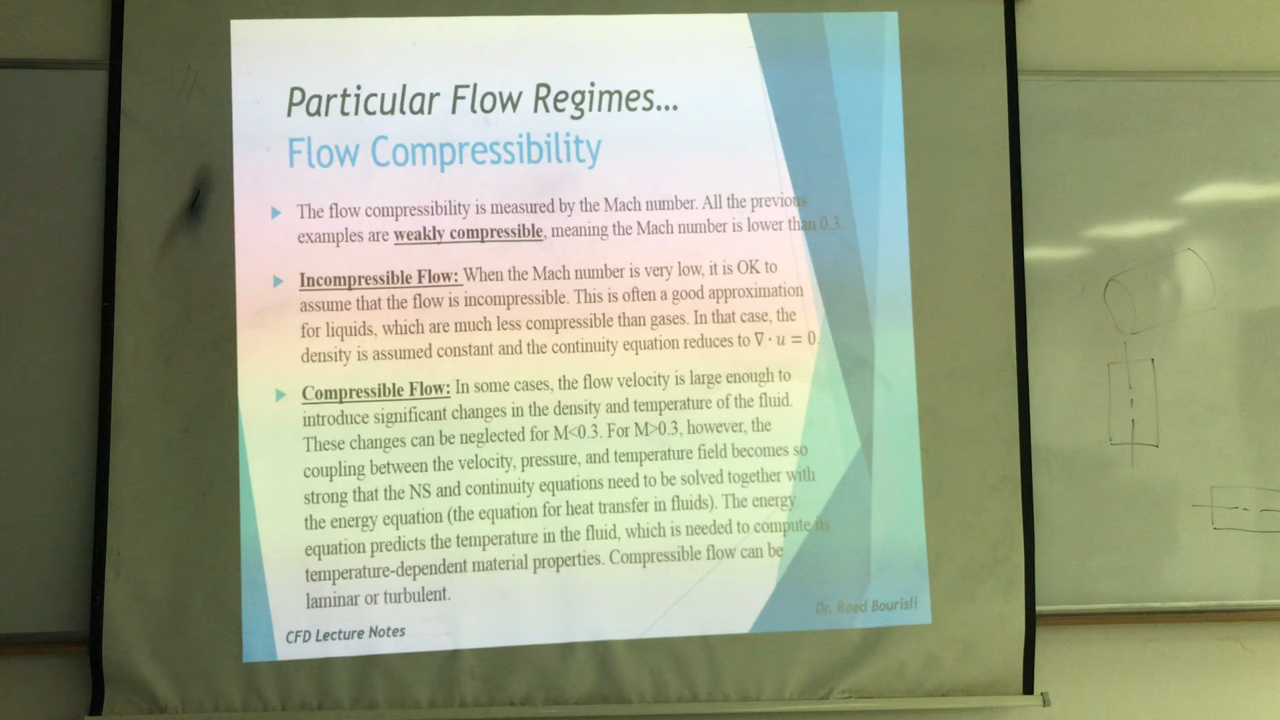 Particular Flow Regimes...
Flow Compressibility
The flow compressibility is measured by the Mach number. All the previous
examples are weakly compressible, meaning the Mach number is lower than 0.3.
Incompressible Flow: When the Mach number is very low, it is OK to
assume that the flow is incompressible. This is often a good approximation
for liquids, which are much less compressible than gases. In that case, the
density is assumed constant and the continuity equation reduces to ∇ · u = 0.
Compressible Flow: In some cases, the flow velocity is large enough to
introduce significant changes in the density and temperature of the fluid.
These changes can be neglected for M<0.3. For M>0.3, however, the
coupling between the velocity, pressure, and temperature field becomes so
strong that the NS and continuity equations need to be solved together with
the energy equation (the equation for heat transfer in fluids). The energy
equation predicts the temperature in the fluid, which is needed to compute its
temperature-dependent material properties. Compressible flow can be
laminar or turbulent.
CFD Lecture Notes
Dr. Raed Bourisli